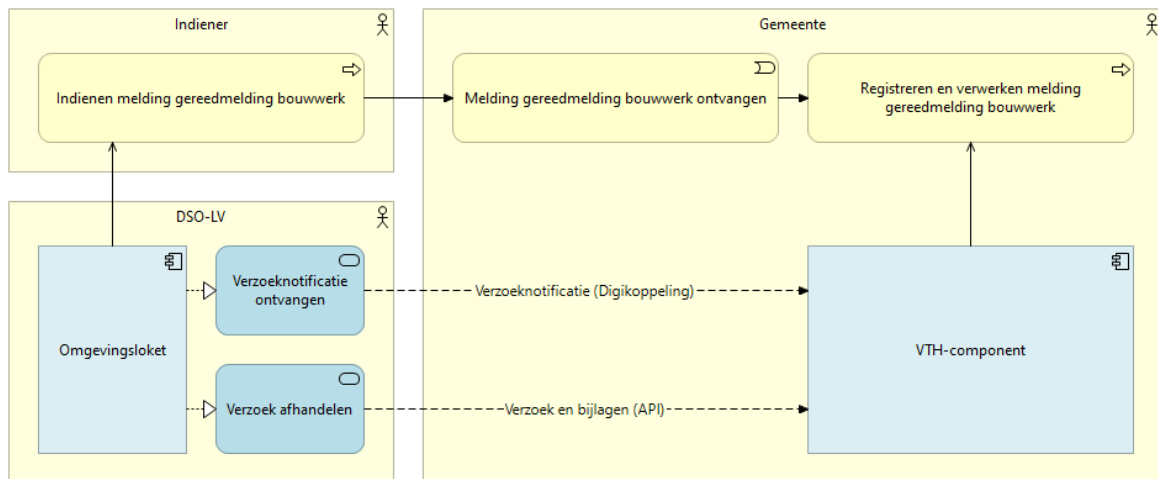 Indiener
Gemeente
Indienen melding gereedmelding bouwwerk
Melding gereedmelding bouwwerk ontvangen
Registreren en verwerken melding
gereedmelding bouwwerk
DSO-LV
Omgevingsloket
Verzoeknotificatie
ontvangen
Verzoeknotificatie (Digikoppeling)
VTH-component
Verzoek afhandelen
Verzoek en bijlagen (API)